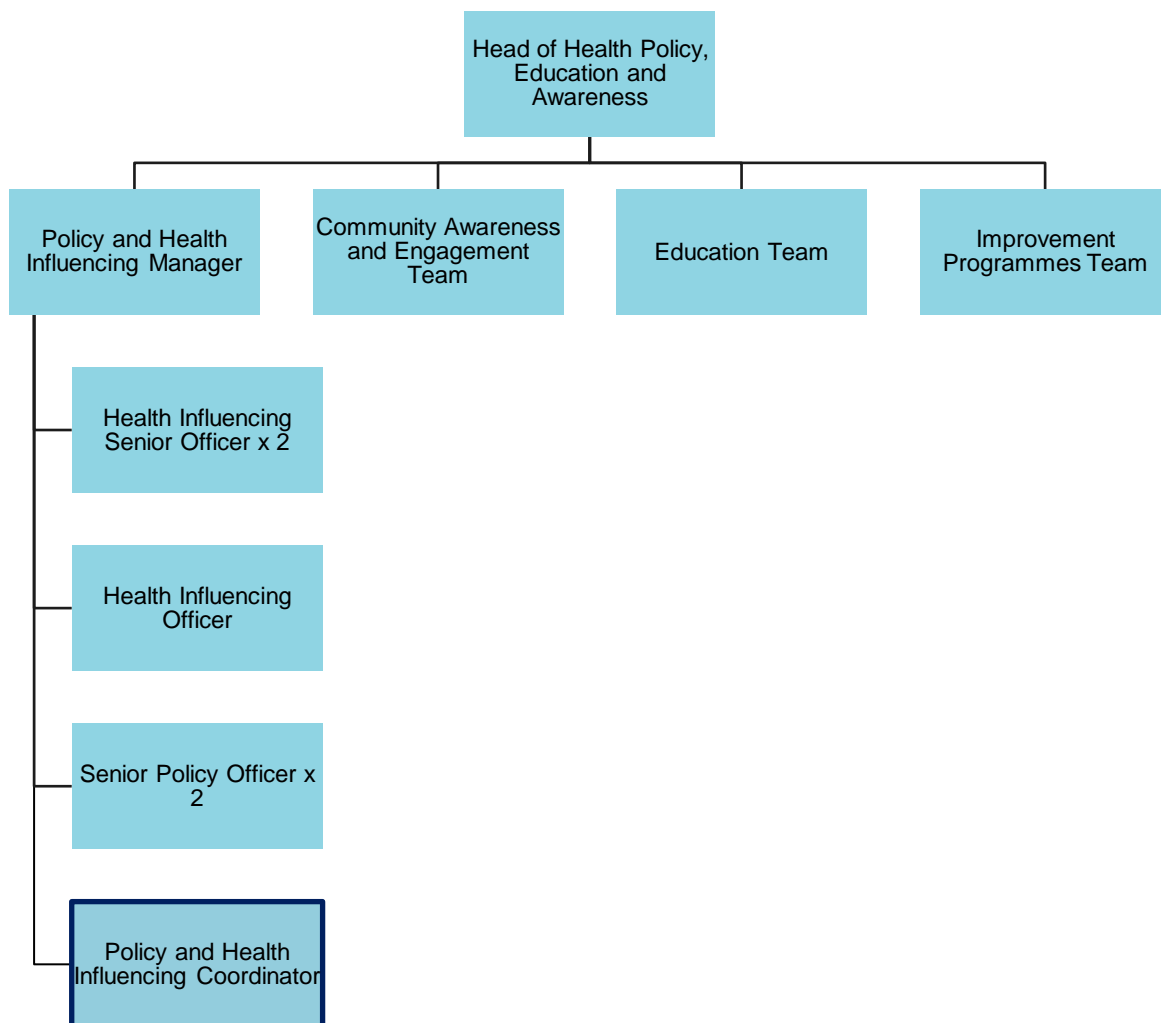 Head of Health Policy,
Education and
Awareness
Policy and Health
Influencing Manager
Community Awareness
and Engagement
Team
Education Team
Improvement
Programmes Team
Health Influencing
Senior Officer x 2
Health Influencing
Officer
Senior Policy Officer x
2
Policy and Health
Influencing Coordinator